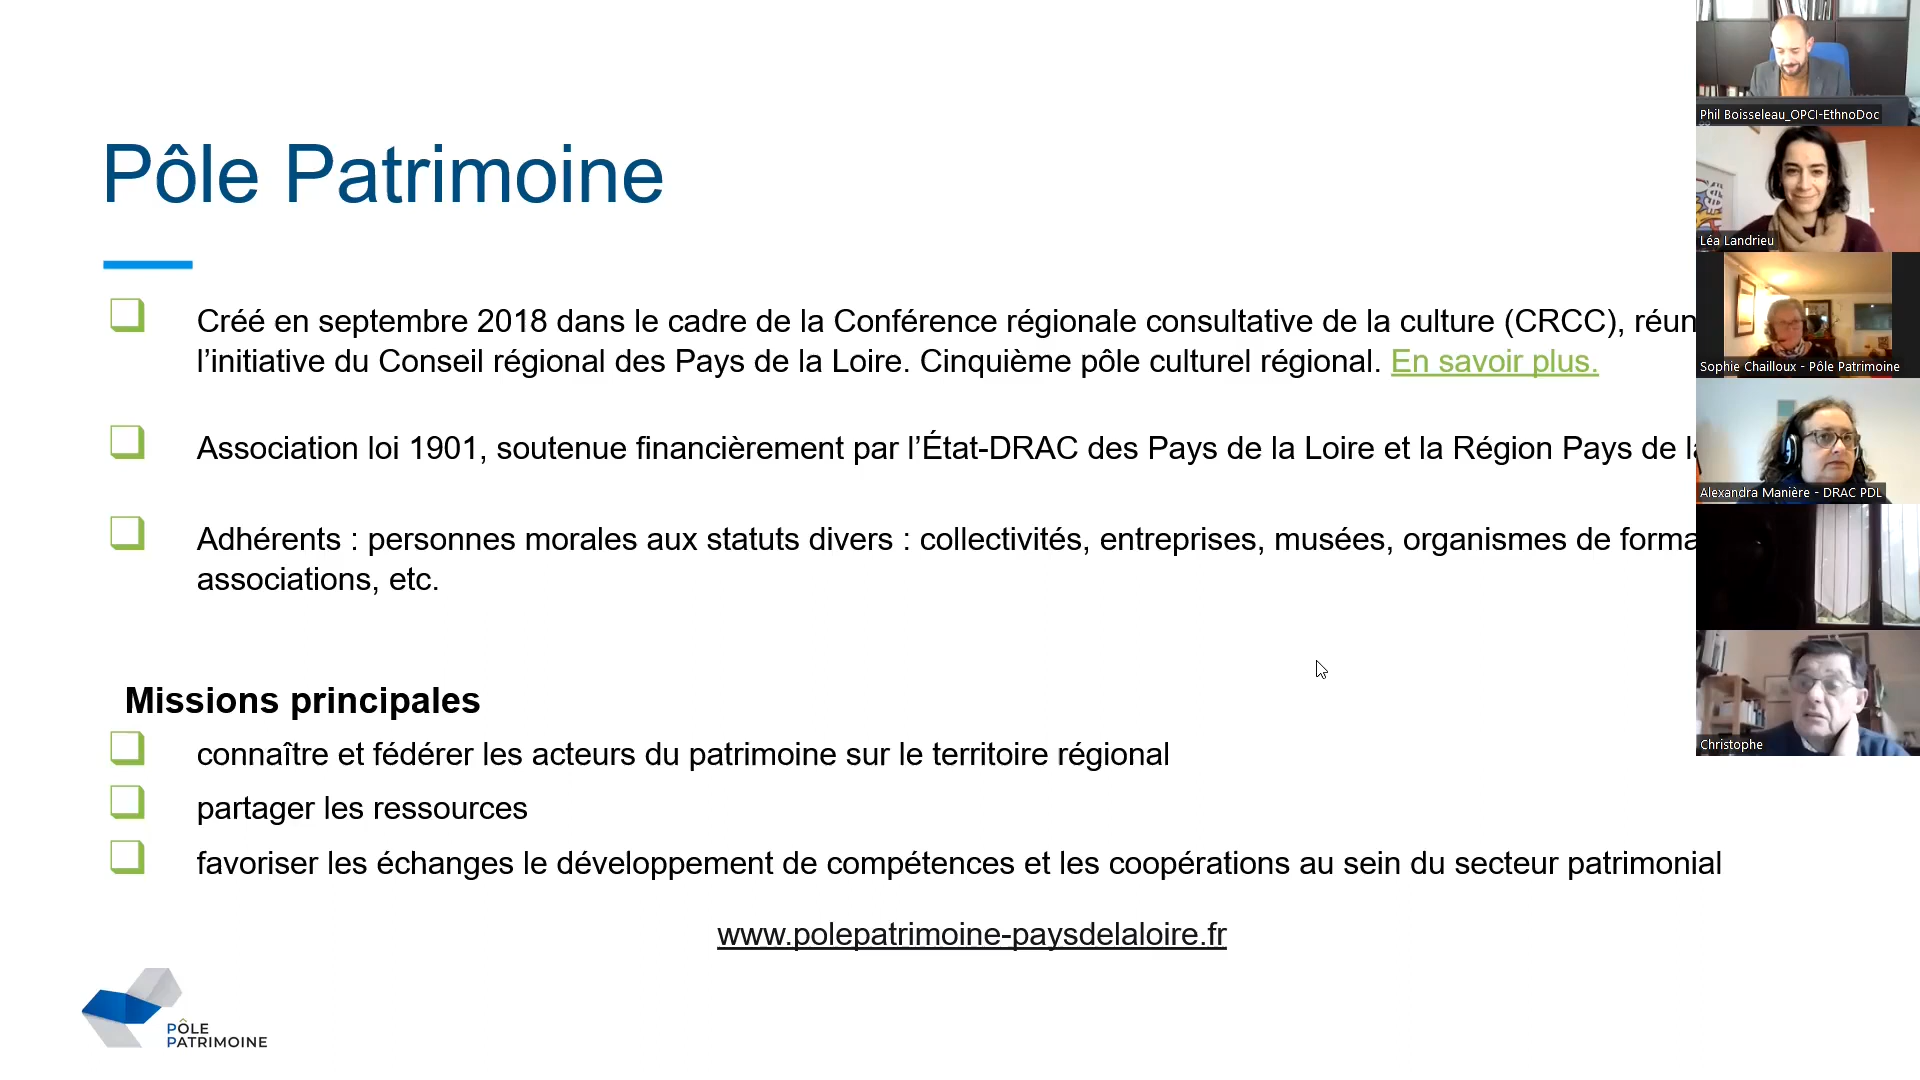 Pôle Patrimoine
Créé en septembre 2018 dans le cadre de la Conférence régionale consultative de la culture (CRCC),
l’initiative du Conseil régional des Pays de la Loire. Cinquième pôle culturel régional. En savoir plus.
Association loi 1901, soutenue financièrement par l’État-DRAC des Pays de la Loire et la Région Pays de
Adhérents : personnes morales aux statuts divers : collectivités, entreprises, musées, organismes de
associations, etc.
Missions principales
connaître et fédérer les acteurs du patrimoine sur le territoire régional
partager les ressources
favoriser les échanges le développement de compétences et les coopérations au sein du secteur patrimonial
www.polepatrimoine-paysdelaloire.fr
PÔLE
PATRIMOINE
Phil Boisseleau_OPCI-EthnoDoc
Léa Landrieu
Sophie Chailloux - Pôle Patrimoine
Alexandra Manière - DRAC PDL
Christophe